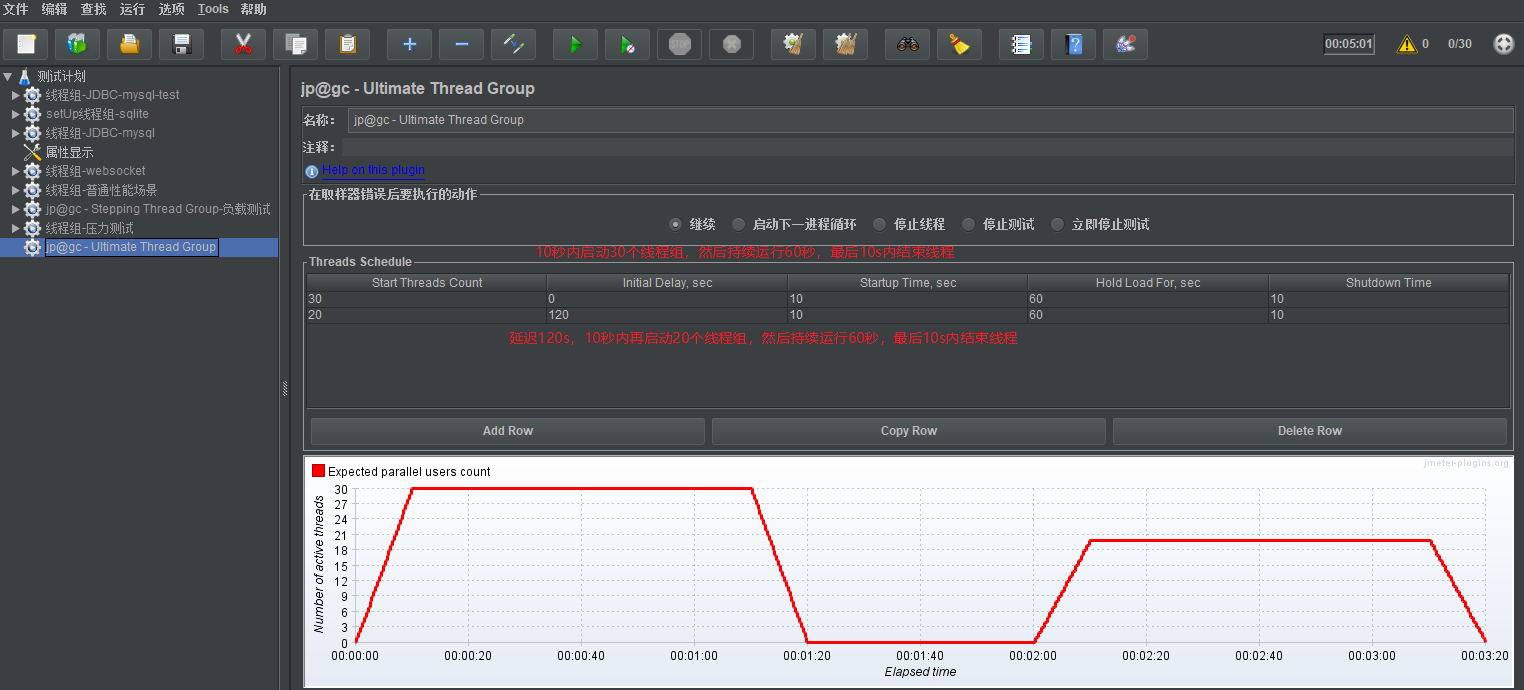 文件 编辑 查找 运行 选项 Tools 帮助
STOP
00:05:01 0 0/30
测试计划
线程组-JDBC-mysql-test
setUp线程组-sqlite
线程组-JDBC-mysql
属性显示
线程组-websocket
线程组-普通性能场景
jp@gc - Stepping Thread Group-负载测试
线程组-压力测试
jp@gc - Ultimate Thread Group
jp@gc - Ultimate Thread Group
名称： jp@gc - Ultimate Thread Group
注释：
Help on this plugin
在取样器错误后要执行的动作
继续 启动下一进程循环 停止线程 停止测试 立即停止测试
10秒内启动30个线程组，然后持续运行60秒，最后10s内结束线程
Threads Schedule
Start Threads Count Initial Delay, sec Startup Time, sec Hold Load For, sec Shutdown Time
30 0 10 60 10
20 120 10 60 10
延迟120s，10秒内再启动20个线程组，然后持续运行60秒，最后10s内结束线程
Add Row Copy Row Delete Row
jmeter-plugins.org
Expected parallel users count
Number of active threads
30
27
24
21
18
15
12
9
6
3
0
00:00:00 00:00:20 00:00:40 00:01:00 00:01:20 00:01:40 00:02:00 00:02:20 00:02:40 00:03:00 00:03:20
Elapsed time